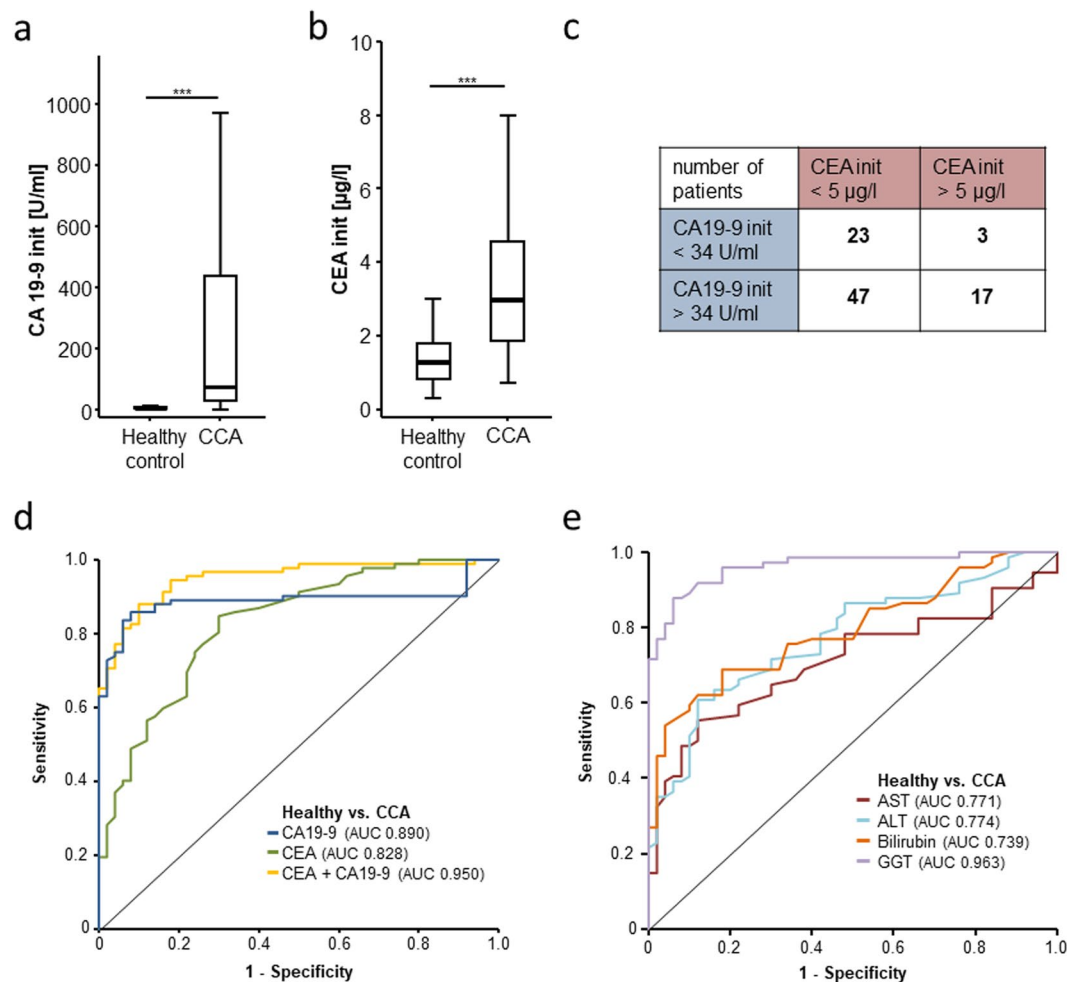 a
CA 19-9 init [U/ml]
1000
800
600
400
200
0
***
Healthy
control
CCA
b
CEA init [µg/l]
10
8
6
4
2
0
***
Healthy
control
CCA
c
number of
patients
CEA init
< 5 µg/l
CEA init
> 5 µg/l
CA19-9 init
< 34 U/ml
23
3
CA19-9 init
> 34 U/ml
47
17
d
Sensitivity
1.0
0.8
0.6
0.4
0.2
0
0
0.2
0.4
0.6
0.8
1.0
1 - Specificity
Healthy vs. CCA
CA19-9 (AUC 0.890)
CEA (AUC 0.828)
CEA + CA19-9 (AUC 0.950)
e
Sensitivity
1.0
0.8
0.6
0.4
0.2
0
0
0.2
0.4
0.6
0.8
1.0
1 - Specificity
Healthy vs. CCA
AST (AUC 0.771)
ALT (AUC 0.774)
Bilirubin (AUC 0.739)
GGT (AUC 0.963)